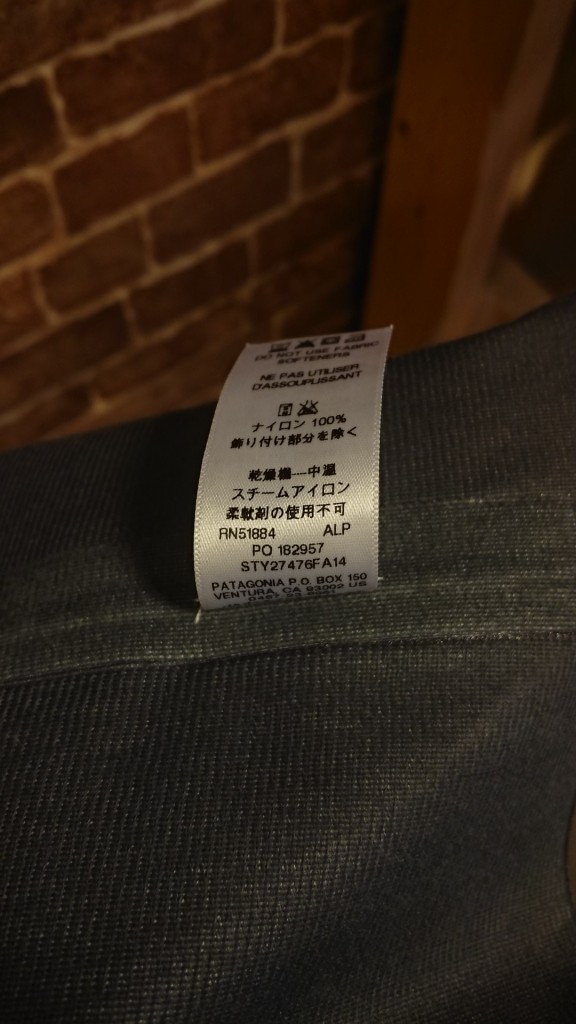 DO NOT USE FABRIC
SOFTENERS
NE PAS UTILISER
D'ASSOUPLISSANT
ナイロン 100%
飾り付け部分を除く
乾燥機---中温
スチームアイロン
柔軟剤の使用不可
RN51884 ALP
PO 182957
STY27476FA14
PATAGONIA P.O. BOX 150
VENTURA, CA 93002 US